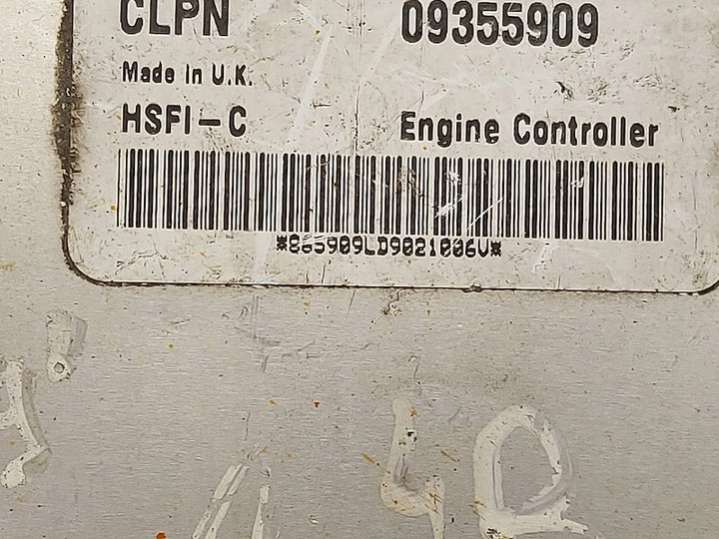 CLPN 09355909
Made In U.K.
HSFI-C Engine Controller
*865909LD9021006V*